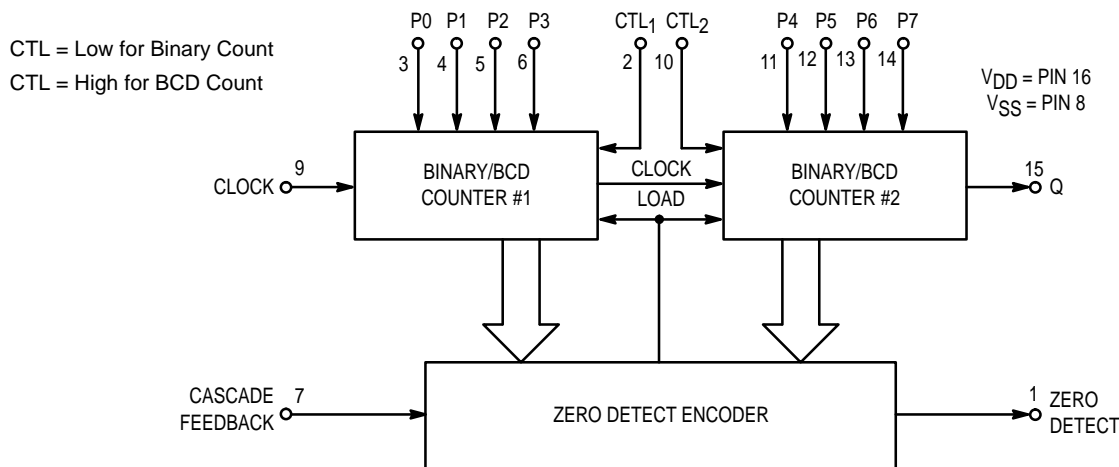 P0 P1 P2 P3 CTL1 CTL2 P4 P5 P6 P7
CTL = Low for Binary Count
CTL = High for BCD Count
3 4 5 6 2 10 11 12 13 14
VDD = PIN 16
VSS = PIN 8
BINARY/BCD
COUNTER #1
CLOCK
LOAD
BINARY/BCD
COUNTER #2
CLOCK 9
15
Q
CASCADE
FEEDBACK
7
ZERO DETECT ENCODER
1
ZERO
DETECT